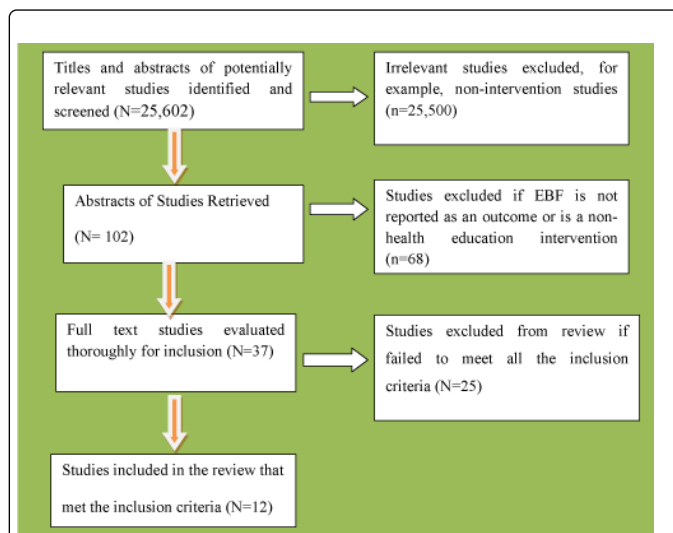 Titles and abstracts of potentially
relevant studies identified and
screened (N=25,602)
Irrelevant studies excluded, for
example, non-intervention studies
(n=25,500)
Abstracts of Studies Retrieved
(N= 102)
Studies excluded if EBF is not
reported as an outcome or is a non-
health education intervention
(n=68)
Full text studies evaluated
thoroughly for inclusion (N=37)
Studies excluded from review if
failed to meet all the inclusion
criteria (N=25)
Studies included in the review that
met the inclusion criteria (N=12)